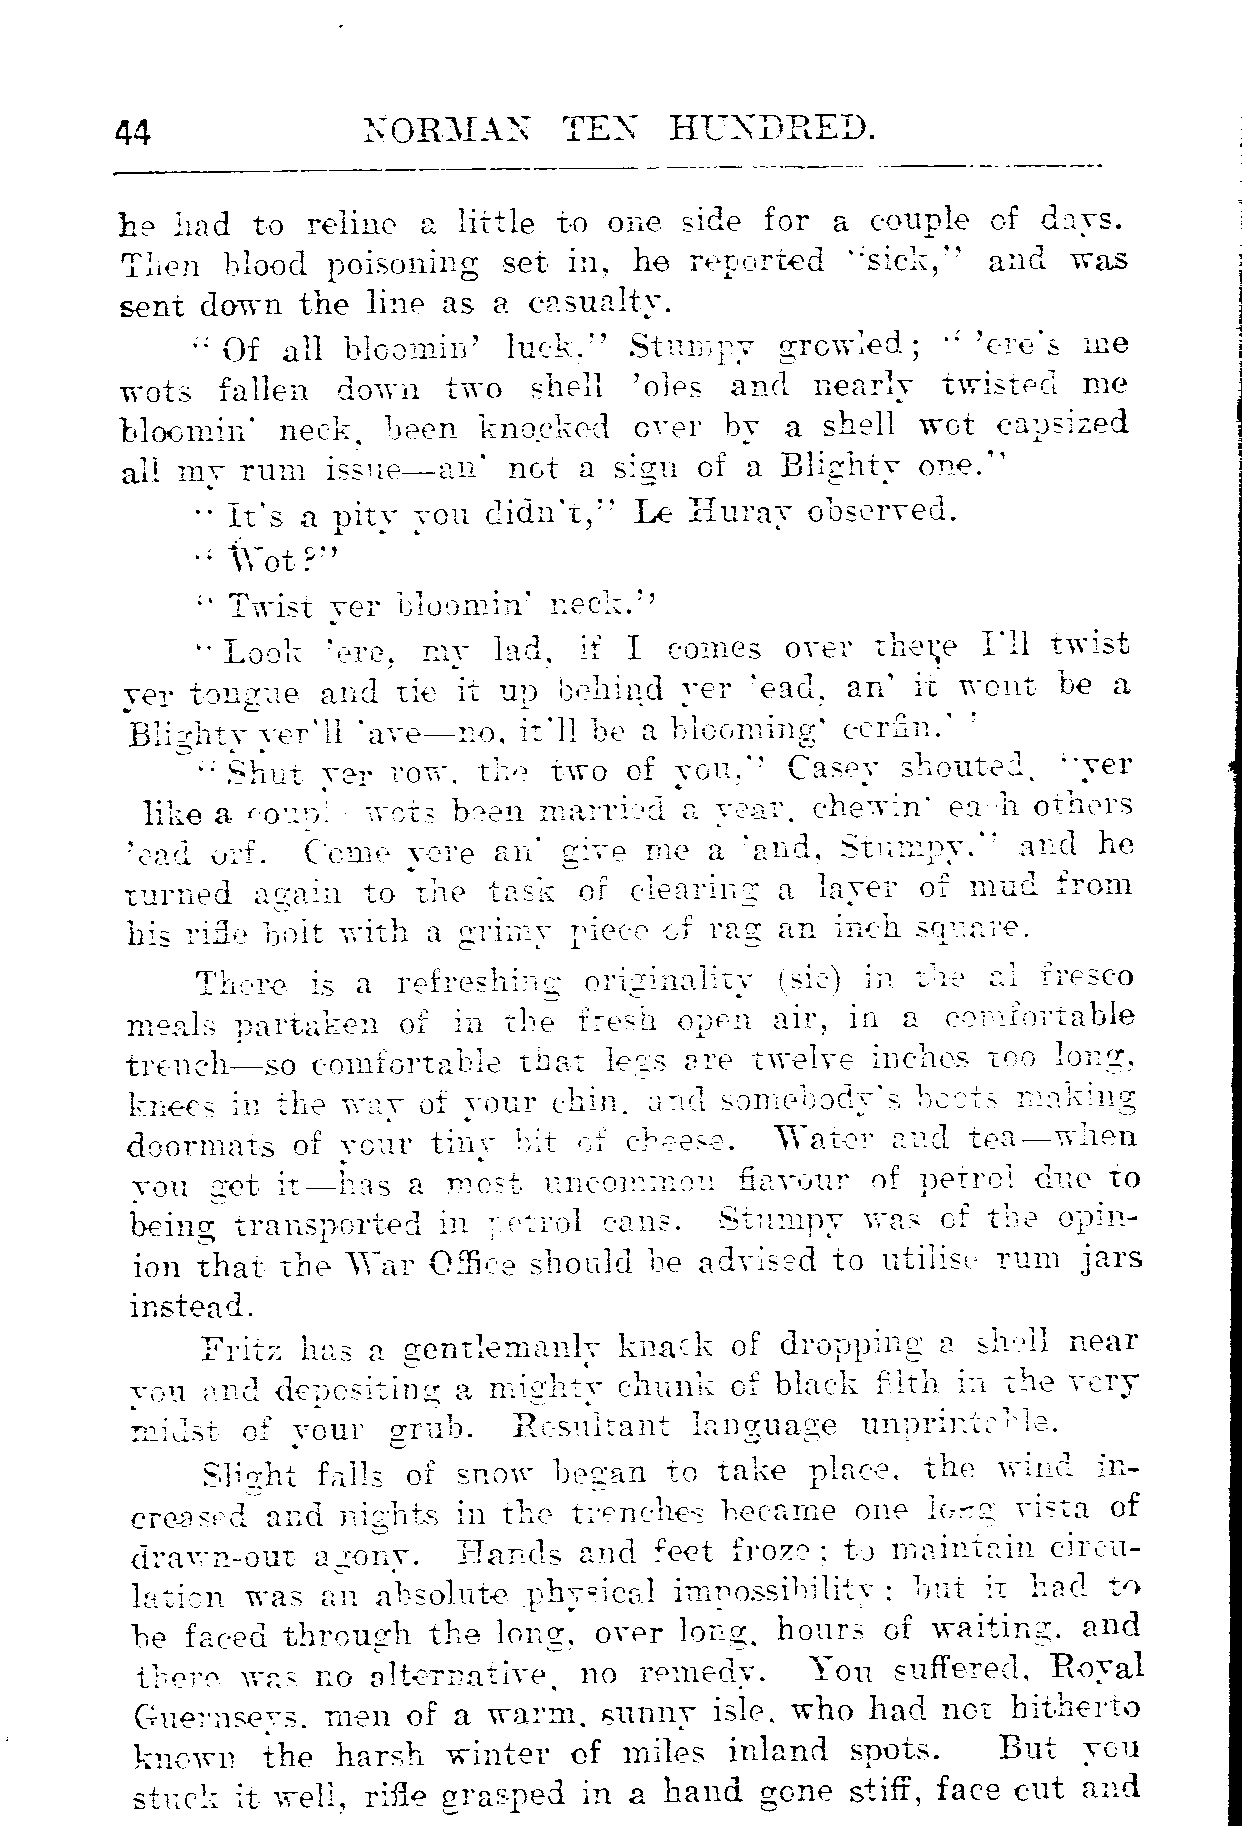 44 NORMAN TEN HUNDRED.
he had to reline a little to one side for a couple of days.
Then blood poisoning set in, he reported "sick," and was
sent down the line as a casualty.
" Of all bloomin' luck." Stumpy growled; " 'ere's me
wots fallen down two shell 'oles and nearly twisted me
bloomin' neck, been knocked over by a shell wot capsized
all my rum issue—an' not a sign of a Blighty one."
" It's a pity you didn't," Le Huray observed.
" Wot?"
" Twist yer bloomin' neck."
" Look 'ere, my lad, if I comes over there I'll twist
yer tongue and tie it up behind yer 'ead, an' it wont be a
Blighty yer'll 'ave—no, it'll be a blooming' corfin.' '
" Shut yer row, the two of you," Casey shouted, "yer
like a couple wots been married a year, chewin' each others
'ead orf. Come yere an' give me a 'and, Stumpy." and he
turned again to the task of clearing a layer of mud from
his rifle bolt with a grimy piece of rag an inch square.
There is a refreshing originality (sic) in the al fresco
meals partaken of in the fresh open air, in a comfortable
trench—so comfortable that legs are twelve inches too long,
knees in the way of your chin, and somebody's boots making
doormats of your tiny bit of cheese. Water and tea—when
you get it—has a most uncommon flavour of petrol due to
being transported in petrol cans. Stumpy was of the opin-
ion that the War Office should be advised to utilise rum jars
instead.
Fritz has a gentlemanly knack of dropping a shell near
you and depositing a mighty chunk of black filth in the very
midst of your grub. Resultant language unprintable.
Slight falls of snow began to take place, the wind in-
creased and nights in the trenches became one long vista of
drawn-out agony. Hands and feet froze; to maintain circu-
lation was an absolute physical impossibility; but it had to
be faced through the long, over long, hours of waiting, and
there was no alternative, no remedy. You suffered, Royal
Guernseys, men of a warm, sunny isle, who had not hitherto
known the harsh winter of miles inland spots. But you
stuck it well, rifle grasped in a hand gone stiff, face cut and